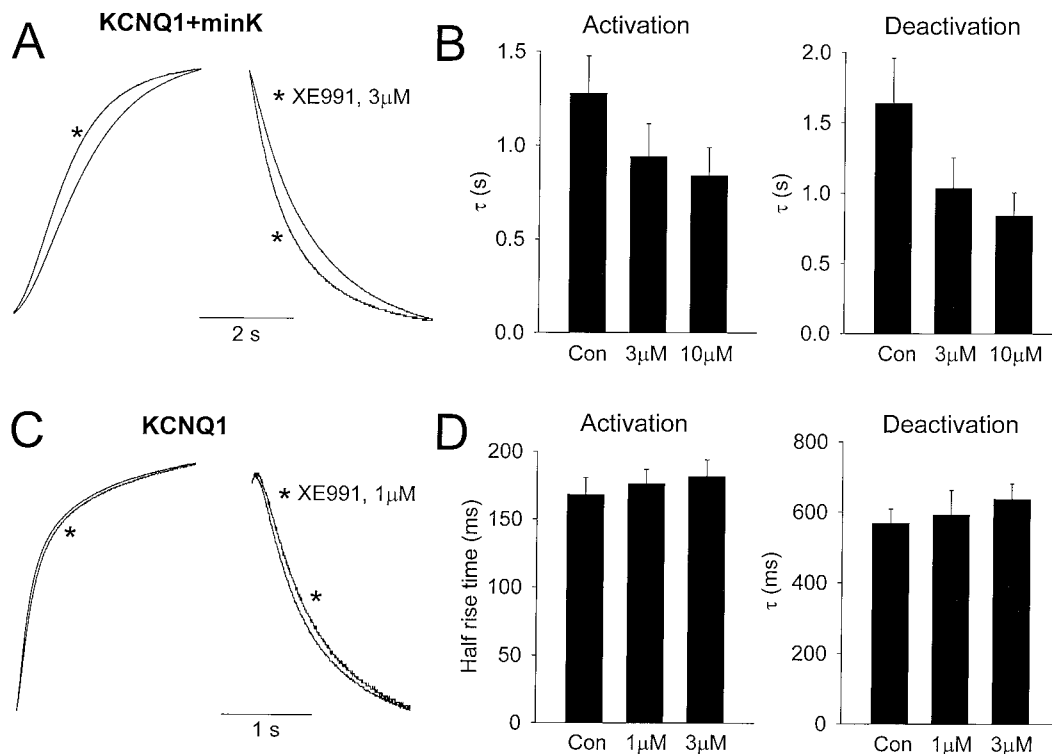 A
KCNQ1+minK
* XE991, 3μM
*
*
2 s
B
Activation
1.5
1.0
0.5
0.0
τ (s)
Con 3μM 10μM
Deactivation
2.0
1.5
1.0
0.5
0.0
τ (s)
Con 3μM 10μM
C
KCNQ1
* XE991, 1μM
*
*
1 s
D
Activation
200
150
100
50
0
Half rise time (ms)
Con 1μM 3μM
Deactivation
800
600
400
200
0
τ (ms)
Con 1μM 3μM